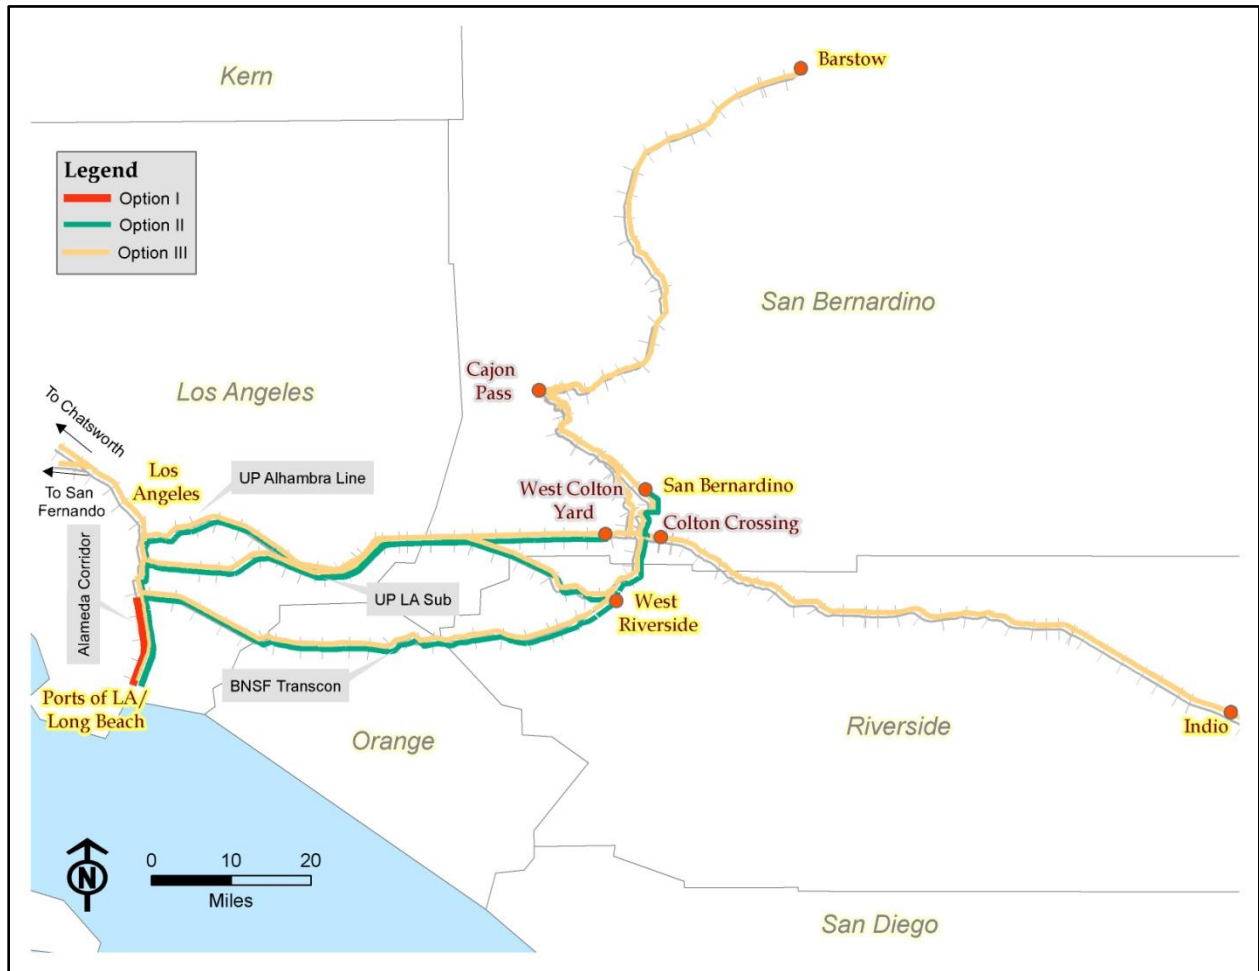 Kern
Barstow
Legend
Option I
Option II
Option III
San Bernardino
Cajon
Pass
Los Angeles
To Chatsworth
Los
Angeles
UP Alhambra Line
To San
Fernando
West Colton
Yard
San Bernardino
Colton Crossing
Alameda Corridor
UP LA Sub
West
Riverside
BNSF Transcon
Ports of LA/
Long Beach
Orange
Riverside
Indio
N
0 10 20
Miles
San Diego